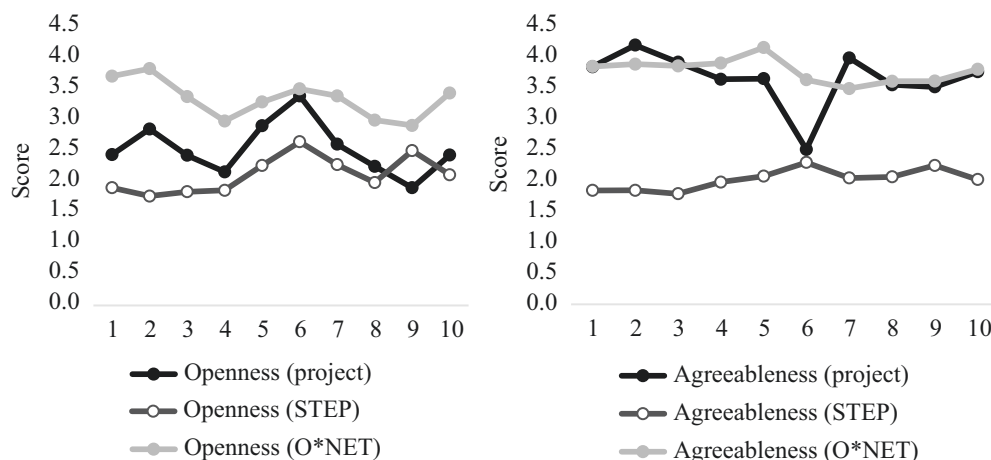 4.5
4.0
3.5
3.0
2.5
2.0
1.5
1.0
0.5
0.0
Score
1 2 3 4 5 6 7 8 9 10
Openness (project)
Openness (STEP)
Openness (O*NET)
4.5
4.0
3.5
3.0
2.5
2.0
1.5
1.0
0.5
0.0
Score
1 2 3 4 5 6 7 8 9 10
Agreeableness (project)
Agreeableness (STEP)
Agreeableness (O*NET)